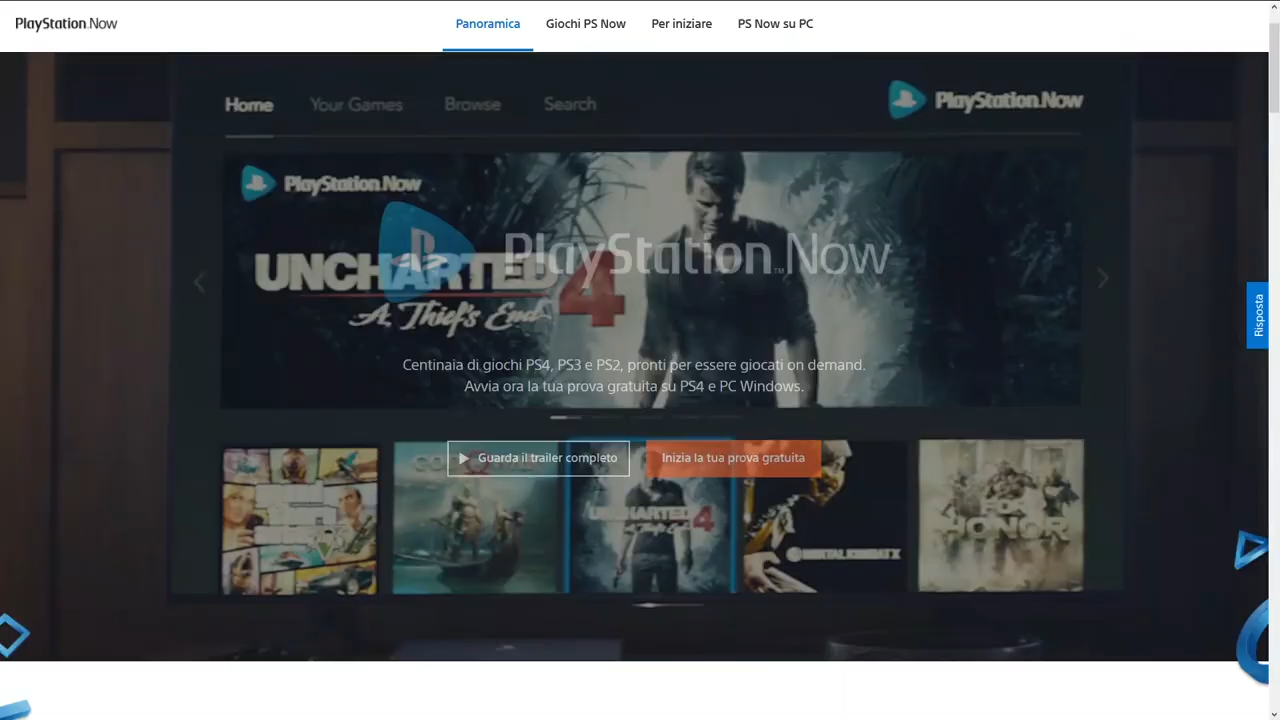 PlayStation.Now
Panoramica
Giochi PS Now
Per iniziare
PS Now su PC
Home
Your Games
Browse
Search
PlayStation.Now
PlayStation.Now
PlayStation.Now
UNCHARTED 4
A Thief's End
Centinaia di giochi PS4, PS3 e PS2, pronti per essere giocati on demand.
Avvia ora la tua prova gratuita su PS4 e PC Windows.
Guarda il trailer completo
Inizia la tua prova gratuita
UNCHARTED 4
A Thief's End
MORTAL KOMBAT X
FOR
HONOR
Risposta